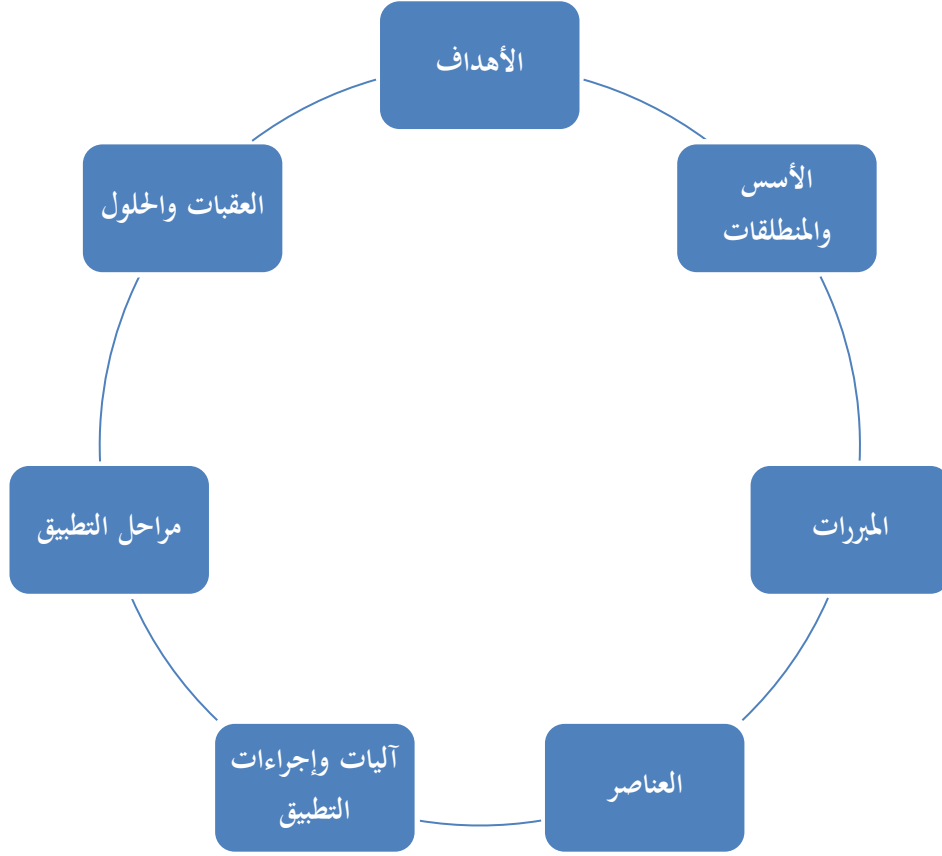 الأهداف
الأسس
والمنطلقات
المبررات
العناصر
آليات وإجراءات
التطبيق
مراحل التطبيق
العقبات والحلول